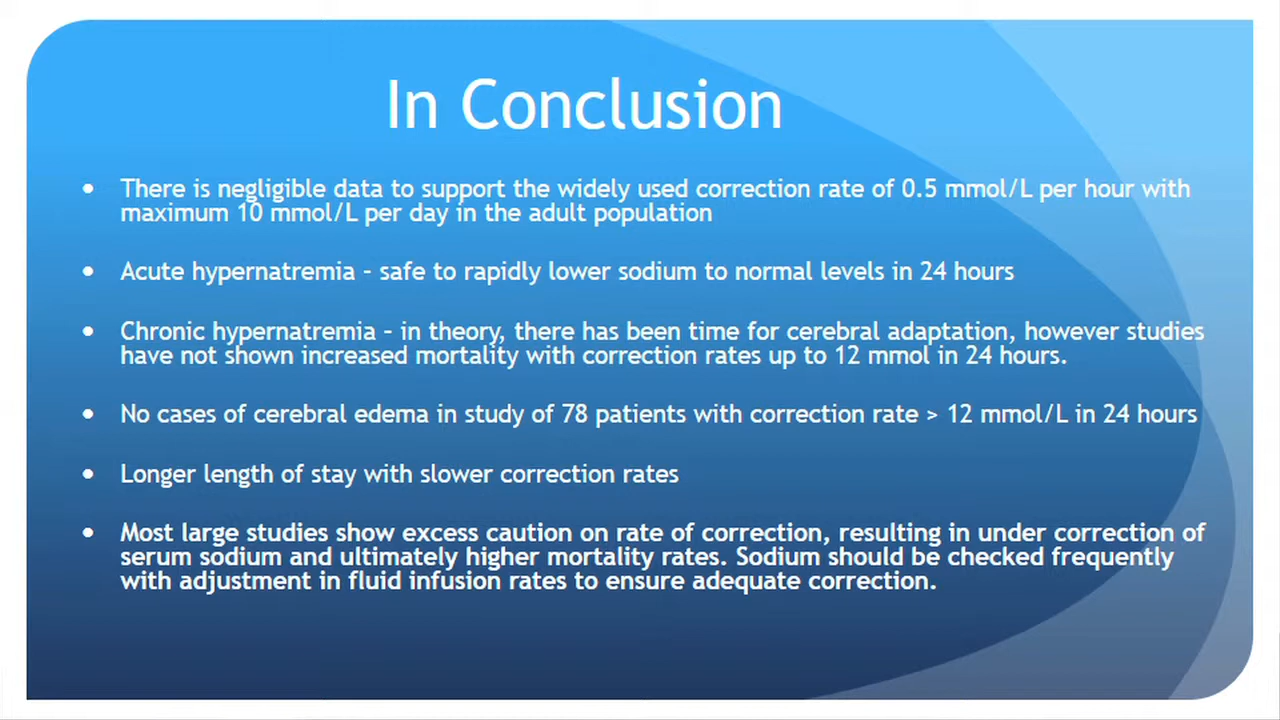 In Conclusion
• There is negligible data to support the widely used correction rate of 0.5 mmol/L per hour with
maximum 10 mmol/L per day in the adult population
• Acute hypernatremia – safe to rapidly lower sodium to normal levels in 24 hours
• Chronic hypernatremia – in theory, there has been time for cerebral adaptation, however studies
have not shown increased mortality with correction rates up to 12 mmol in 24 hours.
• No cases of cerebral edema in study of 78 patients with correction rate > 12 mmol/L in 24 hours
• Longer length of stay with slower correction rates
• Most large studies show excess caution on rate of correction, resulting in under correction of
serum sodium and ultimately higher mortality rates. Sodium should be checked frequently
with adjustment in fluid infusion rates to ensure adequate correction.